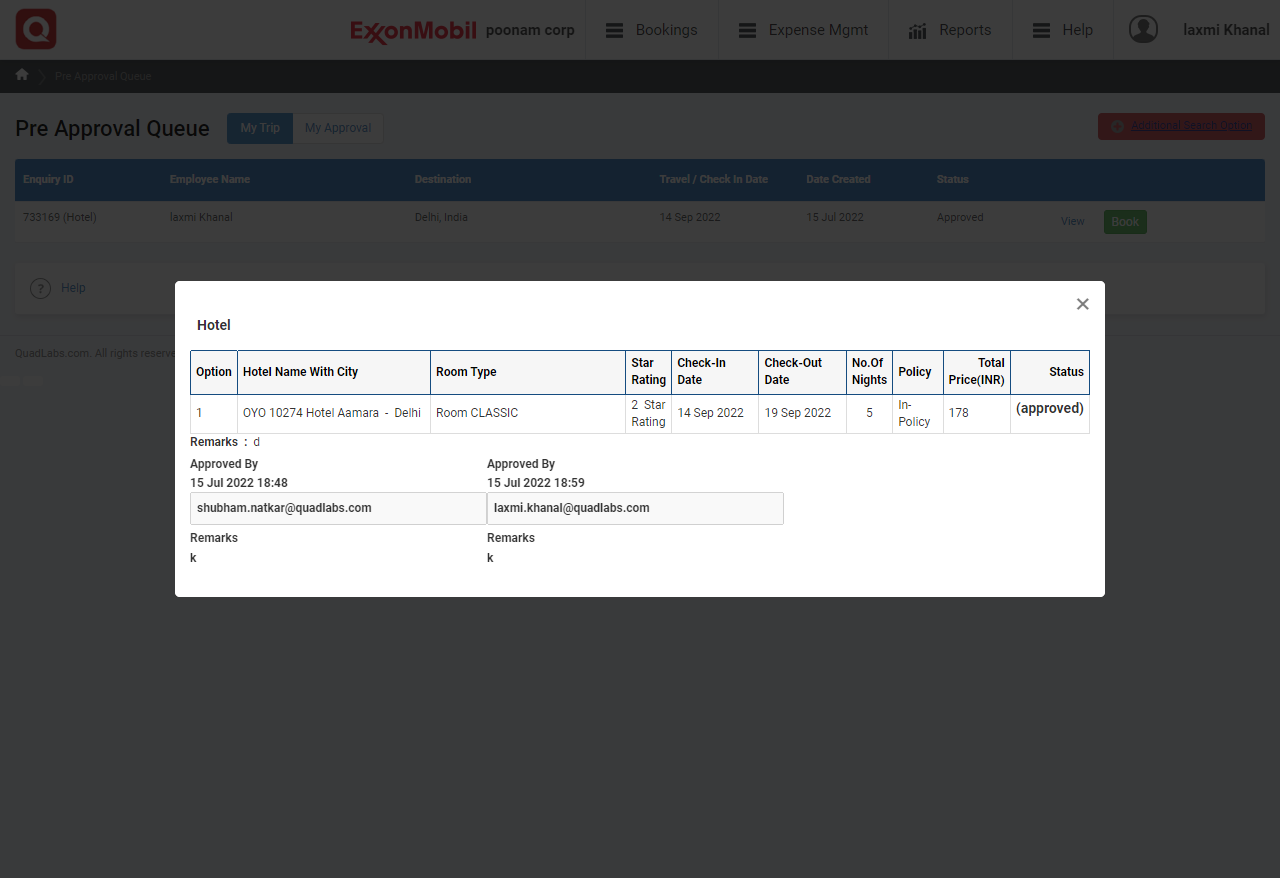 ExxonMobil poonam corp Bookings Expense Mgmt Reports Help laxmi Khanal
Pre Approval Queue
Pre Approval Queue My Trip My Approval Additional Search Option
Enquiry ID Employee Name Destination Travel / Check In Date Date Created Status
733169 (Hotel) laxmi Khanal Delhi, India 14 Sep 2022 15 Jul 2022 Approved View Book
? Help
QuadLabs.com. All rights reserve
Hotel
Option Hotel Name With City Room Type Star Rating Check-In Date Check-Out Date No.Of Nights Policy Total Price(INR) Status
1 OYO 10274 Hotel Aamara - Delhi Room CLASSIC 2 Star Rating 14 Sep 2022 19 Sep 2022 5 In-Policy 178 (approved)
Remarks : d
Approved By Approved By
15 Jul 2022 18:48 15 Jul 2022 18:59
shubham.natkar@quadlabs.com laxmi.khanal@quadlabs.com
Remarks Remarks
k k